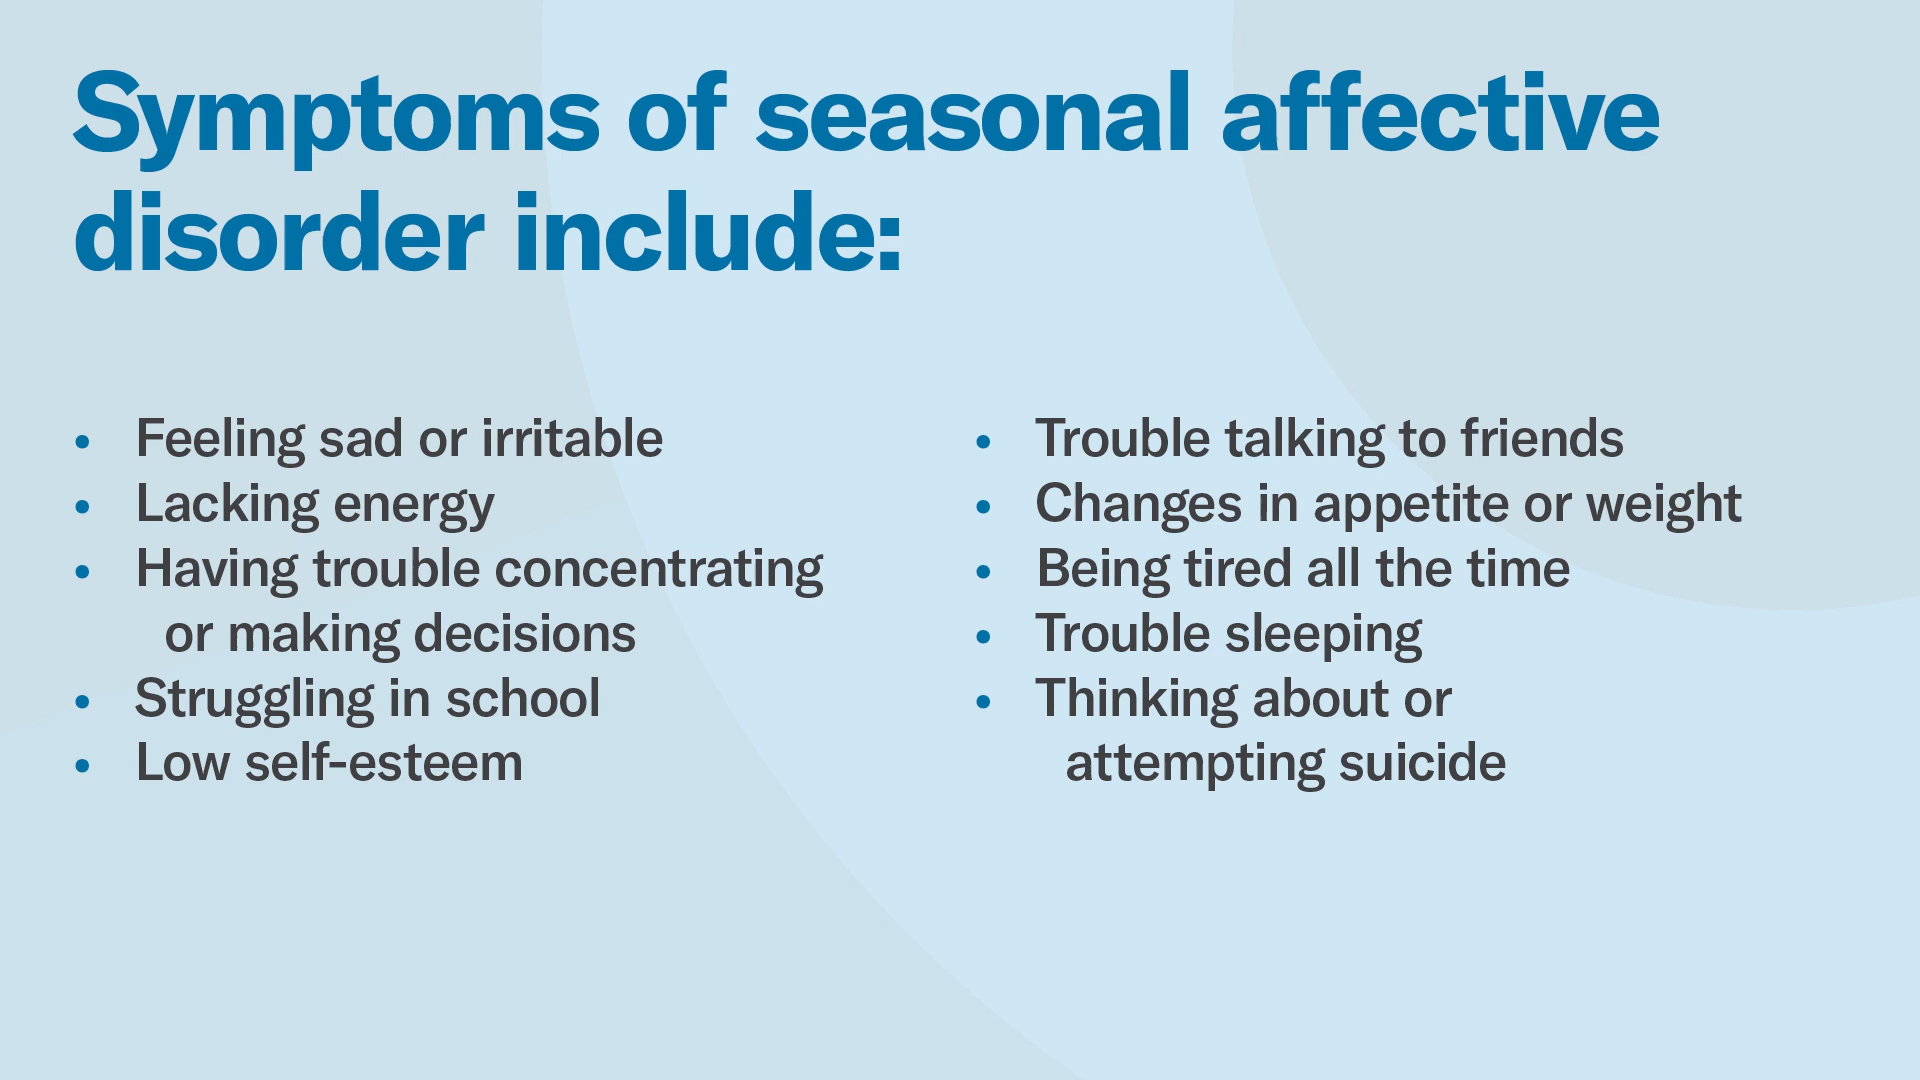 Symptoms of seasonal affective
disorder include:
• Feeling sad or irritable
• Lacking energy
• Having trouble concentrating
or making decisions
• Struggling in school
• Low self-esteem
• Trouble talking to friends
• Changes in appetite or weight
• Being tired all the time
• Trouble sleeping
• Thinking about or
attempting suicide